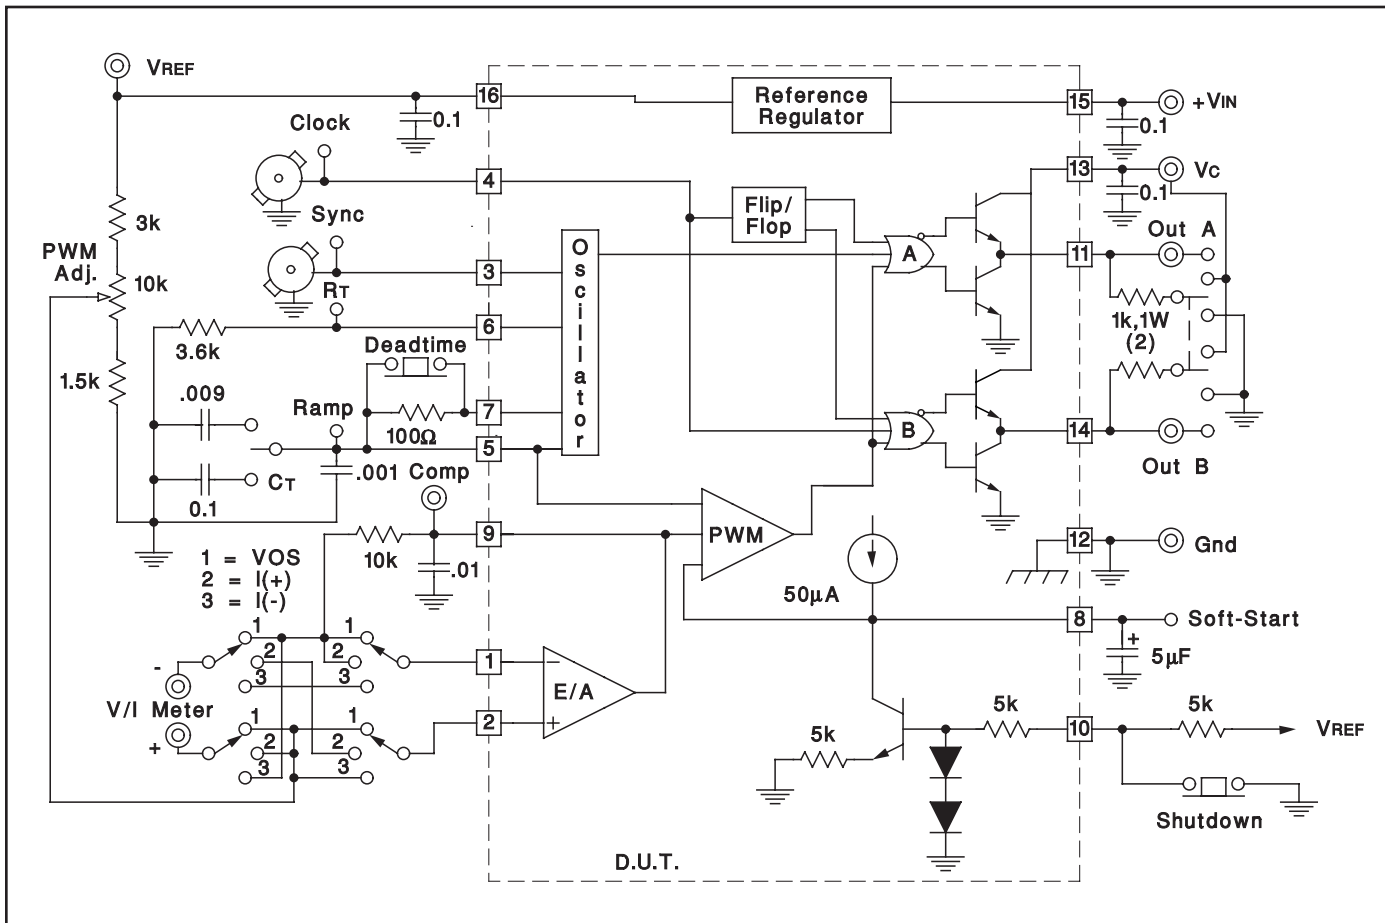 VREF
16
Reference
Regulator
15
+VIN
Clock
0.1
0.1
4
13
VC
Sync
Flip/
Flop
0.1
3k
Out A
PWM
Adj.
10k
3
O
s
c
i
l
l
a
t
o
r
A
11
RT
6
1k,1W
(2)
3.6k
Deadtime
1.5k
.009
Ramp
7
100Ω
5
B
14
Out B
CT
.001
Comp
0.1
9
PWM
12
Gnd
10k
.01
1 = VOS
2 = I(+)
3 = I(-)
50µA
8
Soft-Start
+
5µF
1
1
2
2
3
3
-
1
−
E/A
V/I Meter
+
1
1
2
2
3
3
2
+
5k
5k
10
5k
VREF
Shutdown
D.U.T.